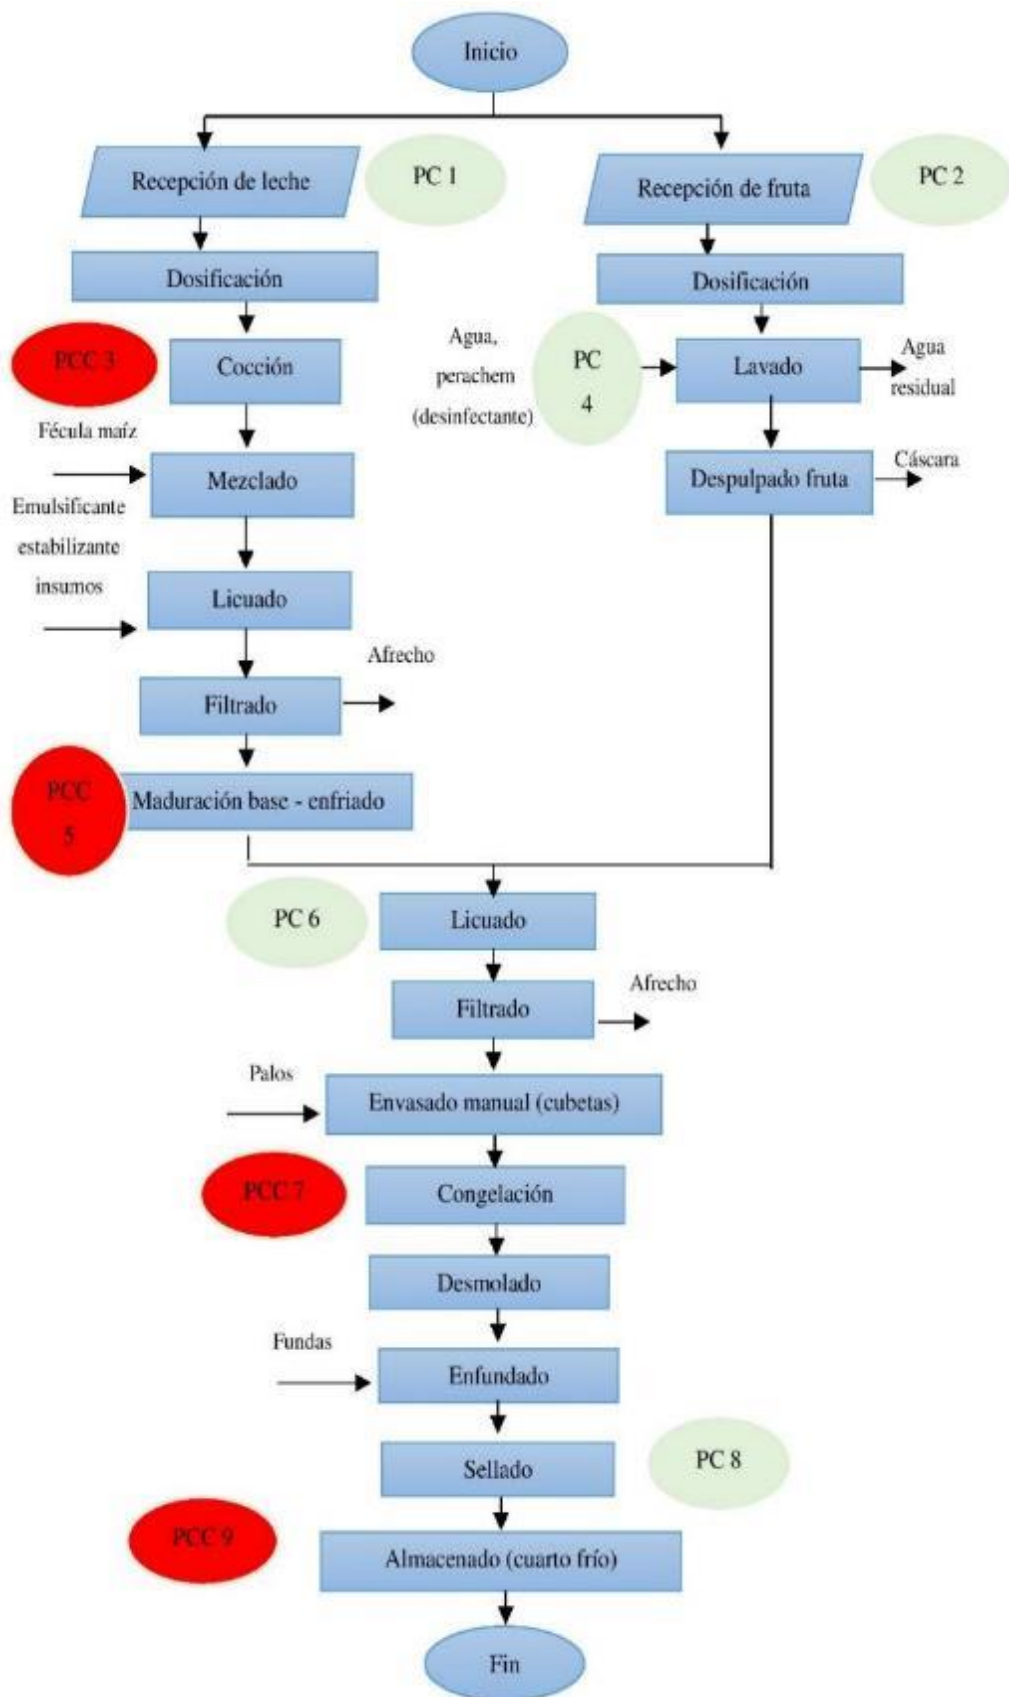 Inicio
Recepción de leche
PC 1
Recepción de fruta
PC 2
Dosificación
Dosificación
PCC 3
Cocción
Agua,
perachem
(desinfectante)
PC
4
Lavado
Agua
residual
Fécula maíz
Mezclado
Despulpado fruta
Cáscara
Emulsificante
estabilizante
insumos
Licuado
Afrecho
Filtrado
PCC
5
Maduración base - enfriado
PC 6
Licuado
Filtrado
Afrecho
Palos
Envasado manual (cubetas)
PCC 7
Congelación
Desmolado
Fundas
Enfundado
Sellado
PC 8
PCC 9
Almacenado (cuarto frío)
Fin